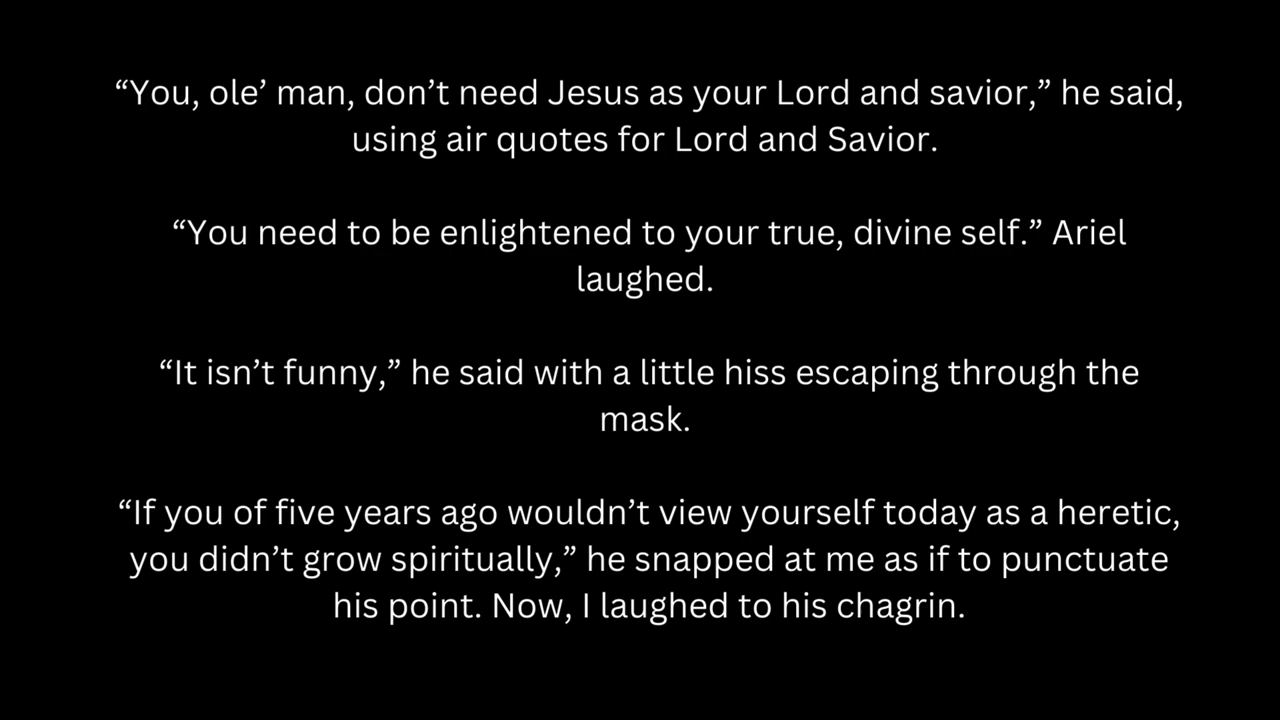 “You, ole’ man, don’t need Jesus as your Lord and savior,” he said,
using air quotes for Lord and Savior.
“You need to be enlightened to your true, divine self.” Ariel
laughed.
“It isn’t funny,” he said with a little hiss escaping through the
mask.
“If you of five years ago wouldn’t view yourself today as a heretic,
you didn’t grow spiritually,” he snapped at me as if to punctuate
his point. Now, I laughed to his chagrin.